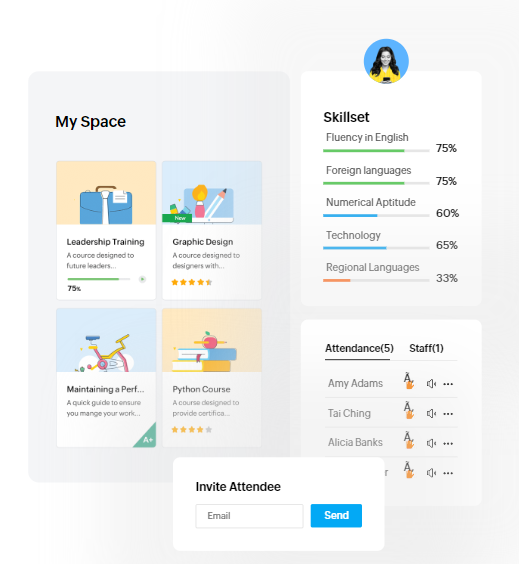 My Space
New
Leadership Training
A cource designed to
future leaders...
75%
Graphic Design
A cource designed to
designers with...
Maintaining a Perf...
A quick guide to ensure
you mange your work...
A+
Python Course
A course designed to
provide certifica...
Skillset
Fluency in English
75%
Foreign languages
75%
Numerical Aptitude
60%
Technology
65%
Regional Languages
33%
Attendance(5)
Staff(1)
Amy Adams
Tai Ching
Alicia Banks
r
Invite Attendee
Email
Send